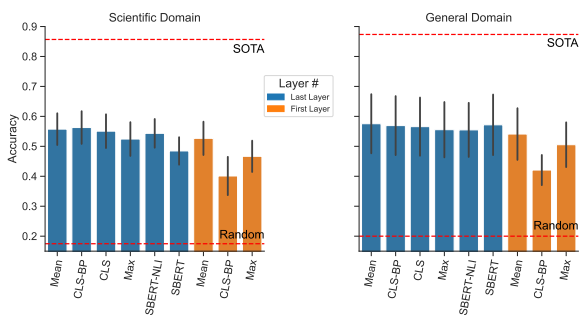 Scientific Domain
General Domain
Accuracy
0.9
0.8
0.7
0.6
0.5
0.4
0.3
0.2
SOTA
Random
SOTA
Random
Layer #
Last Layer
First Layer
Mean
CLS-BP
CLS
Max
SBERT-NLI
SBERT
Mean
CLS-BP
Max
Mean
CLS-BP
CLS
Max
SBERT-NLI
SBERT
Mean
CLS-BP
Max